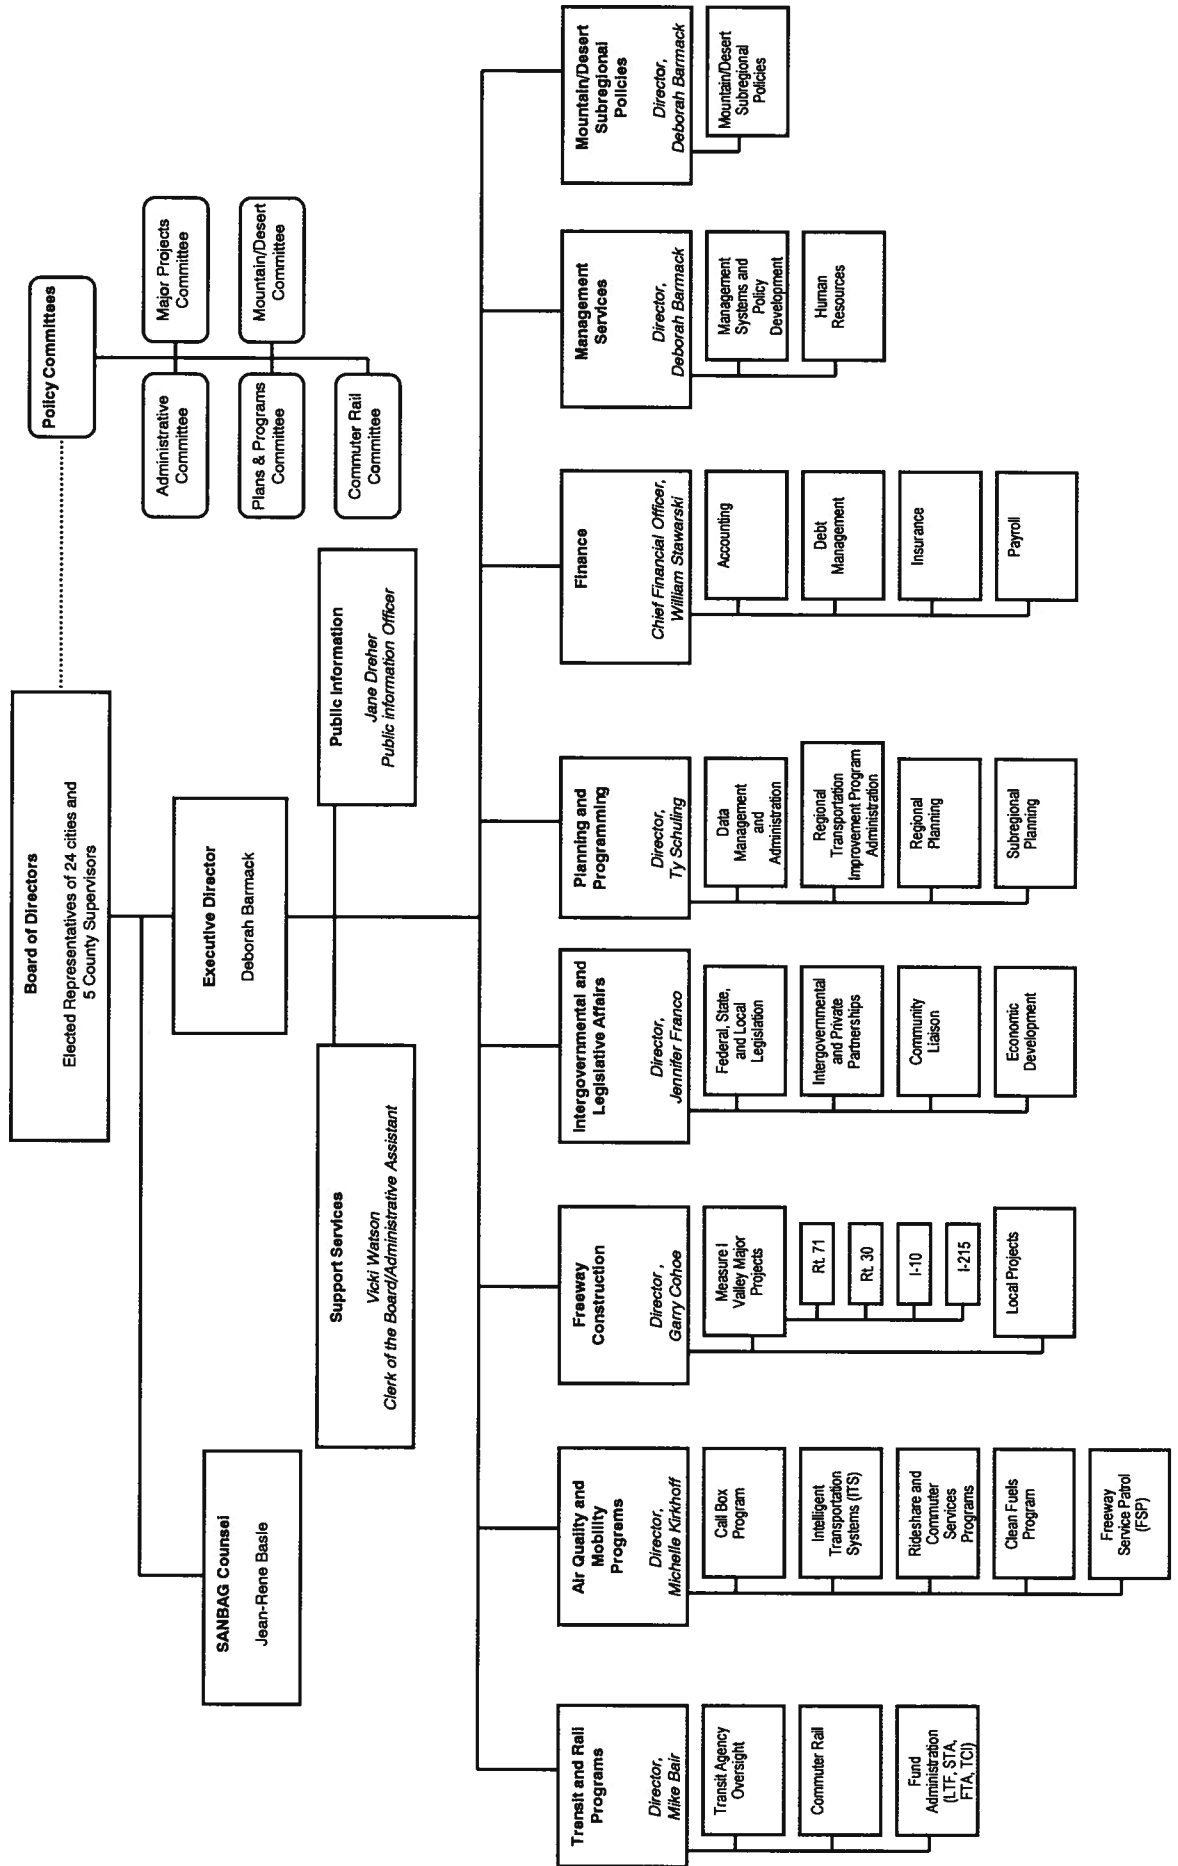 Board of Directors
Elected Representatives of 24 cities and
5 County Supervisors
Policy Committees
Administrative
Committee
Major Projects
Committee
Plans & Programs
Committee
Mountain/Desert
Committee
Commuter Rail
Committee
SANBAG Counsel
Jean-Rene Basle
Executive Director
Deborah Barmack
Support Services
Vicki Watson
Clerk of the Board/Administrative Assistant
Public Information
Jane Dreher
Public Information Officer
Transit and Rail
Programs
Director,
Mike Bair
Transit Agency
Oversight
Commuter Rail
Fund
Administration
(LTF, STA,
FTA, TCI)
Air Quality and
Mobility
Programs
Director,
Michelle Kirkhoff
Call Box
Program
Intelligent
Transportation
Systems (ITS)
Rideshare and
Commuter
Services
Programs
Clean Fuels
Program
Freeway
Service Patrol
(FSP)
Freeway
Construction
Director ,
Garry Cohoe
Measure I
Valley Major
Projects
Rt. 71
Rt. 30
I-10
I-215
Local Projects
Intergovernmental and
Legislative Affairs
Director,
Jennifer Franco
Federal, State,
and Local
Legislation
Intergovernmental
and Private
Partnerships
Community
Liaison
Economic
Development
Planning and
Programming
Director,
Ty Schuling
Data
Management
and
Administration
Regional
Transportation
Improvement Program
Administration
Regional
Planning
Subregional
Planning
Finance
Chief Financial Officer,
William Stawarski
Accounting
Debt
Management
Insurance
Payroll
Management
Services
Director,
Deborah Barmack
Management
Systems and
Policy
Development
Human
Resources
Mountain/Desert
Subregional
Policies
Director,
Deborah Barmack
Mountain/Desert
Subregional
Policies